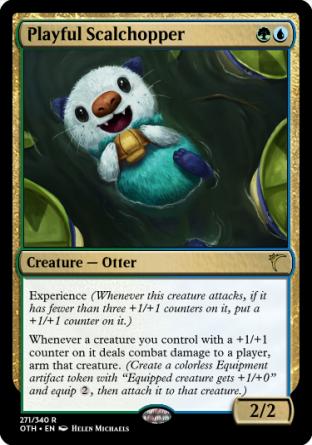 Playful Scalchopper
Creature — Otter
Experience (Whenever this creature attacks, if it
has fewer than three +1/+1 counters on it, put a
+1/+1 counter on it.)
Whenever a creature you control with a +1/+1
counter on it deals combat damage to a player,
arm that creature. (Create a colorless Equipment
artifact token with “Equipped creature gets +1/+0”
and equip 2, then attach it to that creature.)
2/2
271/340 R
OTH • EN Helen Michaels